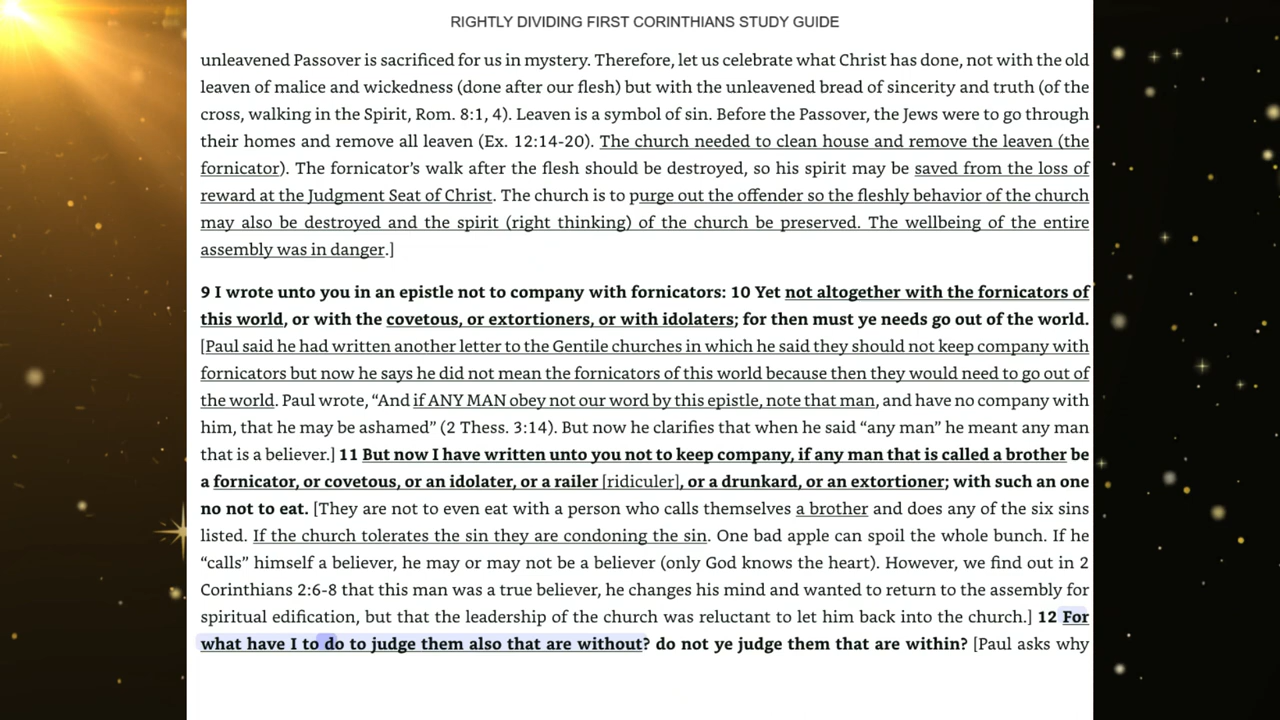 RIGHTLY DIVIDING FIRST CORINTHIANS STUDY GUIDE
unleavened Passover is sacrificed for us in mystery. Therefore, let us celebrate what Christ has done, not with the old
leaven of malice and wickedness (done after our flesh) but with the unleavened bread of sincerity and truth (of the
cross, walking in the Spirit, Rom. 8:1, 4). Leaven is a symbol of sin. Before the Passover, the Jews were to go through
their homes and remove all leaven (Ex. 12:14-20). The church needed to clean house and remove the leaven (the
fornicator). The fornicator's walk after the flesh should be destroyed, so his spirit may be saved from the loss of
reward at the Judgment Seat of Christ. The church is to purge out the offender so the fleshly behavior of the church
may also be destroyed and the spirit (right thinking) of the church be preserved. The wellbeing of the entire
assembly was in danger.]
9 I wrote unto you in an epistle not to company with fornicators: 10 Yet not altogether with the fornicators of
this world, or with the covetous, or extortioners, or with idolaters; for then must ye needs go out of the world.
[Paul said he had written another letter to the Gentile churches in which he said they should not keep company with
fornicators but now he says he did not mean the fornicators of this world because then they would need to go out of
the world. Paul wrote, “And if ANY MAN obey not our word by this epistle, note that man, and have no company with
him, that he may be ashamed” (2 Thess. 3:14). But now he clarifies that when he said “any man” he meant any man
that is a believer.] 11 But now I have written unto you not to keep company, if any man that is called a brother be
a fornicator, or covetous, or an idolater, or a railer [ridiculer], or a drunkard, or an extortioner; with such an one
no not to eat. [They are not to even eat with a person who calls themselves a brother and does any of the six sins
listed. If the church tolerates the sin they are condoning the sin. One bad apple can spoil the whole bunch. If he
“calls” himself a believer, he may or may not be a believer (only God knows the heart). However, we find out in 2
Corinthians 2:6-8 that this man was a true believer, he changes his mind and wanted to return to the assembly for
spiritual edification, but that the leadership of the church was reluctant to let him back into the church.] 12 For
what have I to do to judge them also that are without? do not ye judge them that are within? [Paul asks why